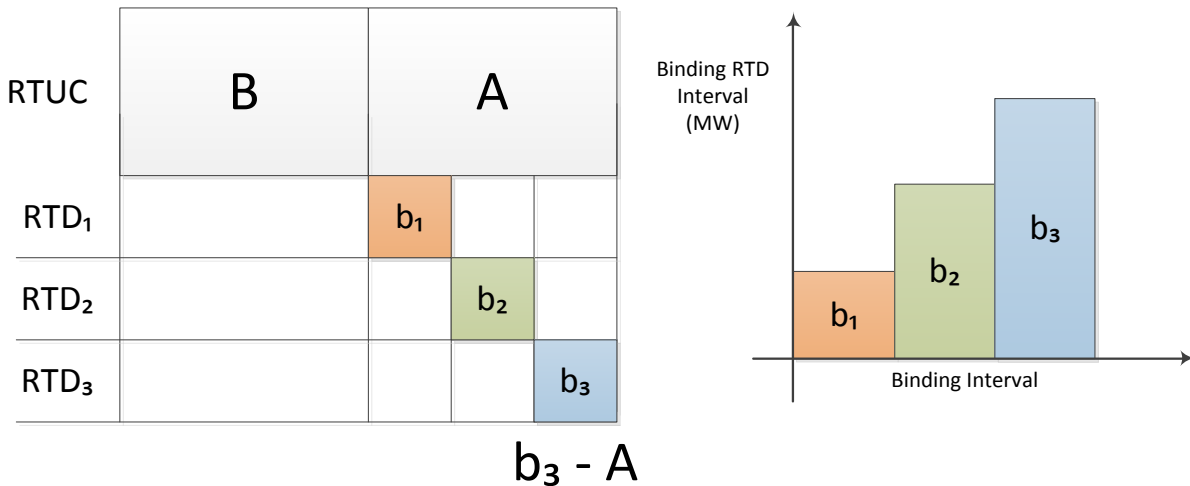 RTUC
B
A
RTD₁
b₁
RTD₂
b₂
RTD₃
b₃
b₃ - A
Binding RTD
Interval
(MW)
b₁
b₂
b₃
Binding Interval